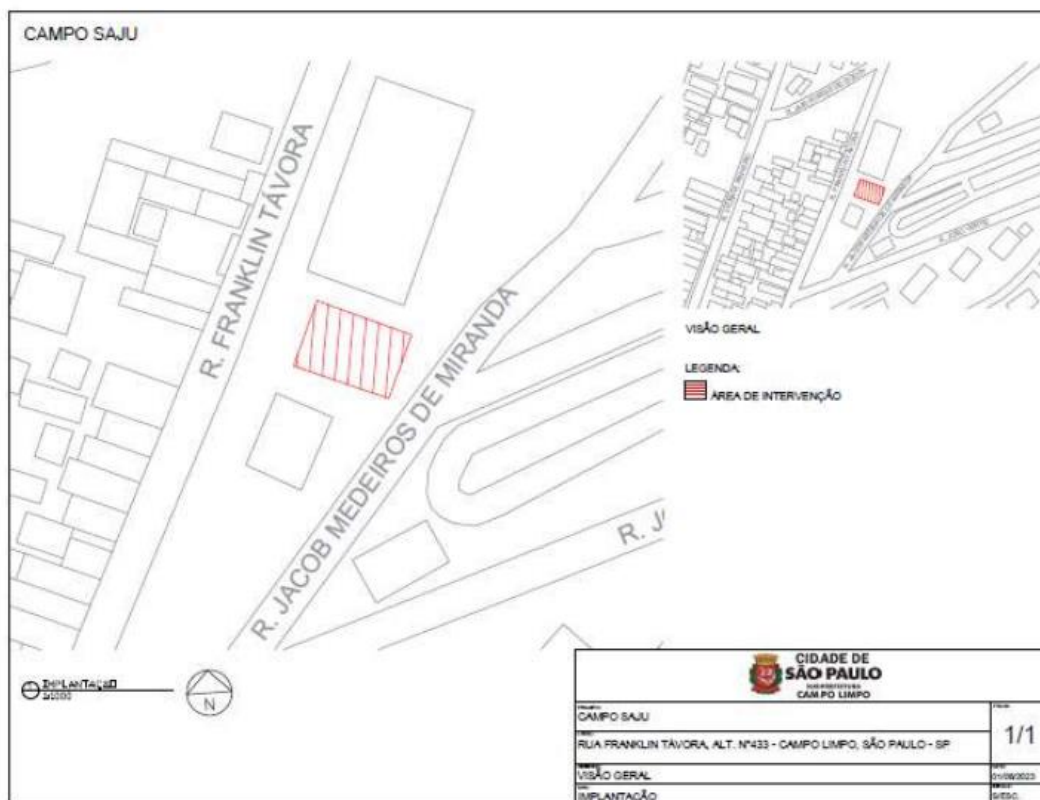 CAMPO SAJU
R. FRANKLIN TÁVORA
R. JACOB MEDEIROS DE MIRANDA
R. J
VISÃO GERAL
LEGENDA:
ÁREA DE INTERVENÇÃO
IMPLANTAÇÃO
N
CIDADE DE
SÃO PAULO
SUBPREFEITURA
CAMPO LIMPO
CAMPO SAJU
1/1
RUA FRANKLIN TÁVORA, ALT. Nº433 - CAMPO LIMPO, SÃO PAULO - SP
VISÃO GERAL
IMPLANTAÇÃO
S/ESC.